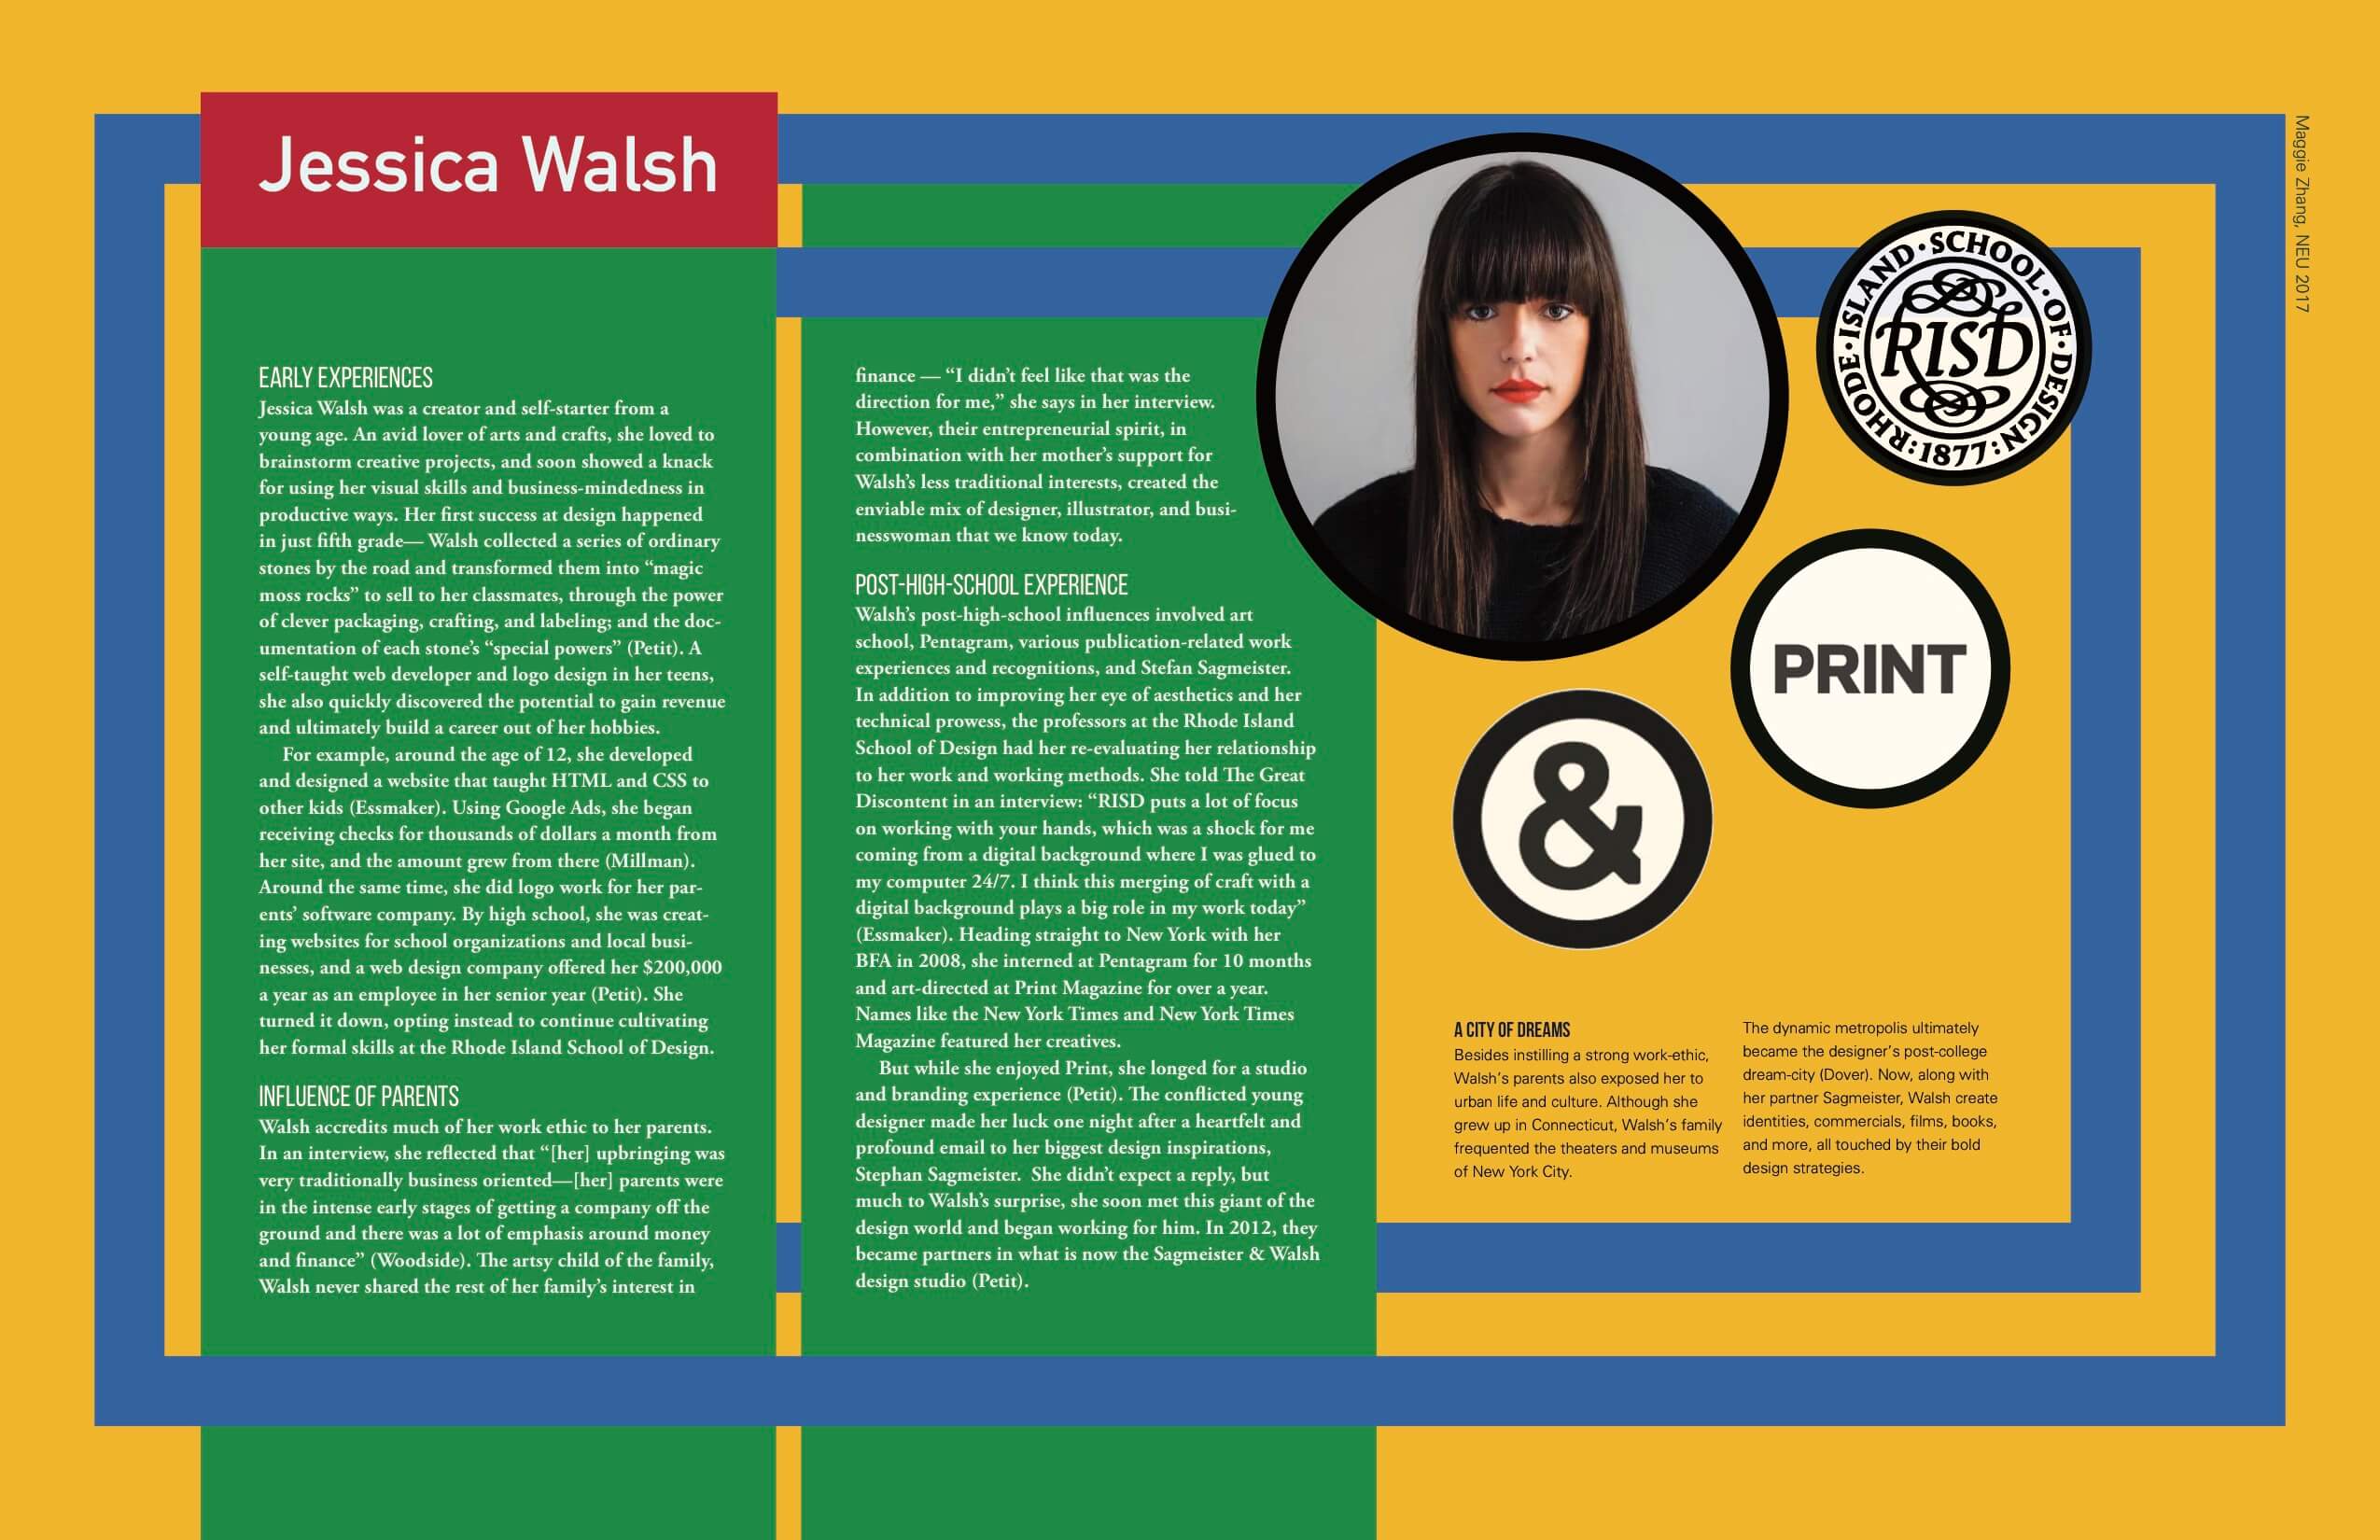 Jessica Walsh
EARLY EXPERIENCES
Jessica Walsh was a creator and self-starter from a
young age. An avid lover of arts and crafts, she loved to
brainstorm creative projects, and soon showed a knack
for using her visual skills and business-mindedness in
productive ways. Her first success at design happened
in just fifth grade— Walsh collected a series of ordinary
stones by the road and transformed them into “magic
moss rocks” to sell to her classmates, through the power
of clever packaging, crafting, and labeling; and the doc-
umentation of each stone’s “special powers” (Petit). A
self-taught web developer and logo design in her teens,
she also quickly discovered the potential to gain revenue
and ultimately build a career out of her hobbies.
For example, around the age of 12, she developed
and designed a website that taught HTML and CSS to
other kids (Essmaker). Using Google Ads, she began
receiving checks for thousands of dollars a month from
her site, and the amount grew from there (Millman).
Around the same time, she did logo work for her par-
ents’ software company. By high school, she was creat-
ing websites for school organizations and local busi-
nesses, and a web design company offered her $200,000
a year as an employee in her senior year (Petit). She
turned it down, opting instead to continue cultivating
her formal skills at the Rhode Island School of Design.
INFLUENCE OF PARENTS
Walsh accredits much of her work ethic to her parents.
In an interview, she reflected that “[her] upbringing was
very traditionally business oriented—[her] parents were
in the intense early stages of getting a company off the
ground and there was a lot of emphasis around money
and finance” (Woodside). The artsy child of the family,
Walsh never shared the rest of her family’s interest in
finance — “I didn’t feel like that was the
direction for me,” she says in her interview.
However, their entrepreneurial spirit, in
combination with her mother’s support for
Walsh’s less traditional interests, created the
enviable mix of designer, illustrator, and busi-
nesswoman that we know today.
POST-HIGH-SCHOOL EXPERIENCE
Walsh’s post-high-school influences involved art
school, Pentagram, various publication-related work
experiences and recognitions, and Stefan Sagmeister.
In addition to improving her eye of aesthetics and her
technical prowess, the professors at the Rhode Island
School of Design had her re-evaluating her relationship
to her work and working methods. She told The Great
Discontent in an interview: “RISD puts a lot of focus
on working with your hands, which was a shock for me
coming from a digital background where I was glued to
my computer 24/7. I think this merging of craft with a
digital background plays a big role in my work today”
(Essmaker). Heading straight to New York with her
BFA in 2008, she interned at Pentagram for 10 months
and art-directed at Print Magazine for over a year.
Names like the New York Times and New York Times
Magazine featured her creatives.
But while she enjoyed Print, she longed for a studio
and branding experience (Petit). The conflicted young
designer made her luck one night after a heartfelt and
profound email to her biggest design inspirations,
Stephan Sagmeister.  She didn’t expect a reply, but
much to Walsh’s surprise, she soon met this giant of the
design world and began working for him. In 2012, they
became partners in what is now the Sagmeister & Walsh
design studio (Petit).
RHODE·ISLAND·SCHOOL·OF·DESIGN:1877:
RISD
PRINT
&
A CITY OF DREAMS
Besides instilling a strong work-ethic,
Walsh’s parents also exposed her to
urban life and culture. Although she
grew up in Connecticut, Walsh’s family
frequented the theaters and museums
of New York City.
The dynamic metropolis ultimately
became the designer’s post-college
dream-city (Dover). Now, along with
her partner Sagmeister, Walsh create
identities, commercials, films, books,
and more, all touched by their bold
design strategies.
Maggie Zhang, NEU 2017